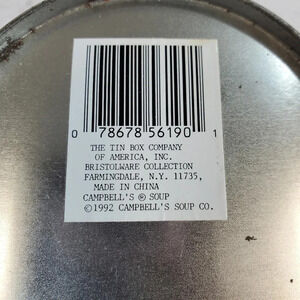 0 78678 56190 1
THE TIN BOX COMPANY
OF AMERICA, INC.
BRISTOLWARE COLLECTION
FARMINGDALE, N.Y. 11735,
MADE IN CHINA
CAMPBELL'S ® SOUP
©1992 CAMPBELL'S SOUP CO.